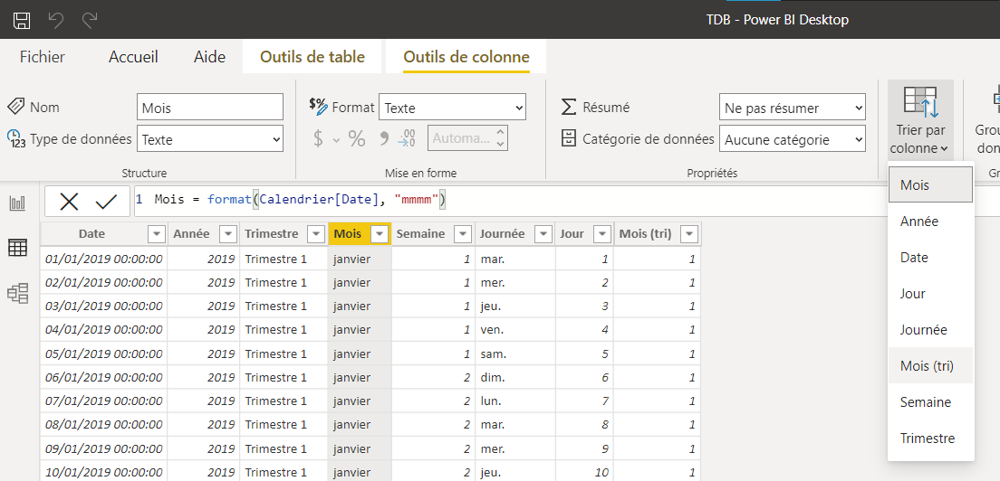 TDB - Power BI Desktop
Fichier Accueil Aide Outils de table Outils de colonne
Nom Mois $% Format Texte Résumé Ne pas résumer Trier par colonne
123 Type de données Texte $ % 9 .00 Automa... Catégorie de données Aucune catégorie
Structure Mise en forme Propriétés
1 Mois = format(Calendrier[Date], "mmmm")
Date Année Trimestre Mois Semaine Journée Jour Mois (tri)
01/01/2019 00:00:00 2019 Trimestre 1 janvier 1 mar. 1 1
02/01/2019 00:00:00 2019 Trimestre 1 janvier 1 mer. 2 1
03/01/2019 00:00:00 2019 Trimestre 1 janvier 1 jeu. 3 1
04/01/2019 00:00:00 2019 Trimestre 1 janvier 1 ven. 4 1
05/01/2019 00:00:00 2019 Trimestre 1 janvier 1 sam. 5 1
06/01/2019 00:00:00 2019 Trimestre 1 janvier 2 dim. 6 1
07/01/2019 00:00:00 2019 Trimestre 1 janvier 2 lun. 7 1
08/01/2019 00:00:00 2019 Trimestre 1 janvier 2 mar. 8 1
09/01/2019 00:00:00 2019 Trimestre 1 janvier 2 mer. 9 1
10/01/2019 00:00:00 2019 Trimestre 1 janvier 2 jeu. 10 1
Mois
Année
Date
Jour
Journée
Mois (tri)
Semaine
Trimestre